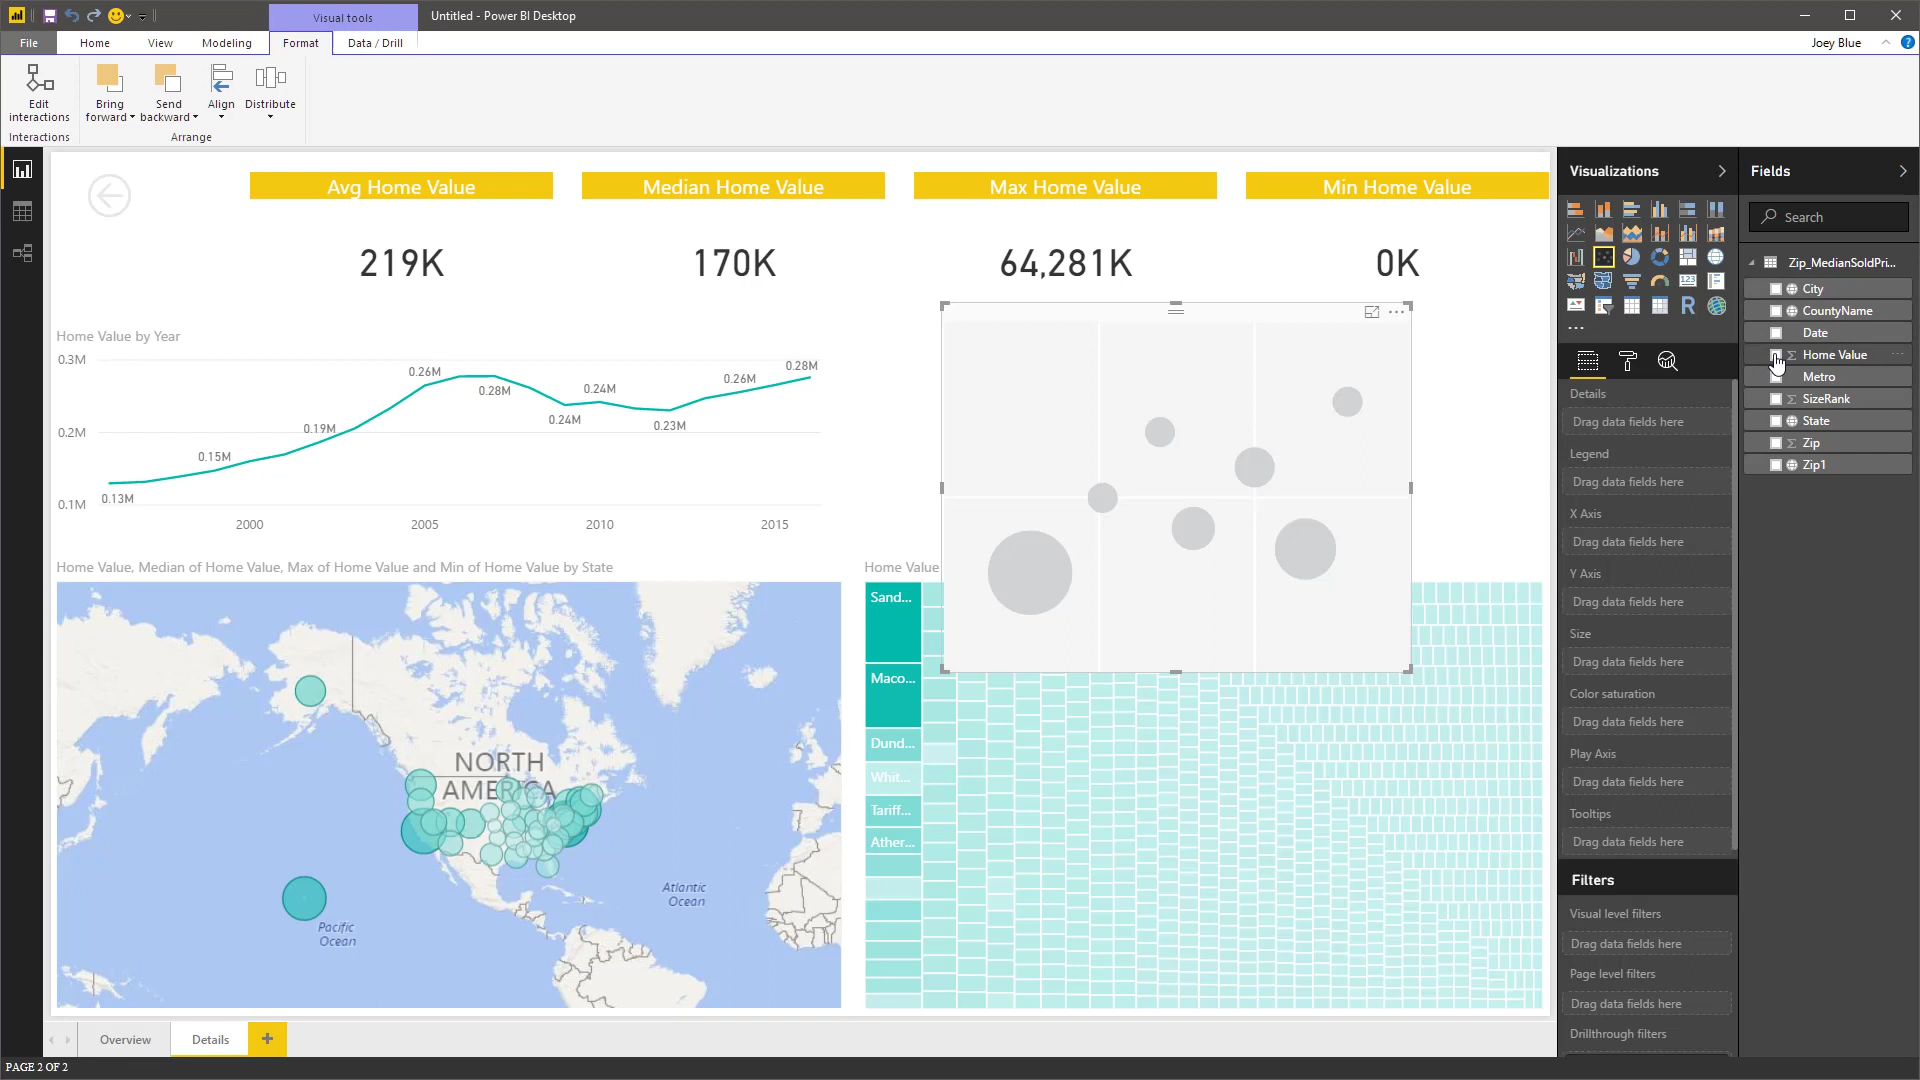 Visual tools
Untitled - Power BI Desktop
File
Home
View
Modeling
Format
Data / Drill
Joey Blue
Edit interactions
Bring forward
Send backward
Align
Distribute
Interactions
Arrange
Avg Home Value
Median Home Value
Max Home Value
Min Home Value
219K
170K
64,281K
0K
Home Value by Year
0.3M
0.2M
0.1M
0.13M
0.15M
0.19M
0.26M
0.28M
0.24M
0.24M
0.23M
0.26M
0.28M
2000
2005
2010
2015
Home Value, Median of Home Value, Max of Home Value and Min of Home Value by State
NORTH
AMERICA
Atlantic
Ocean
Pacific
Ocean
Home Value
Sand...
Maco...
Dund...
Whit...
Tariff...
Ather...
Visualizations
R
123
Details
Drag data fields here
Legend
Drag data fields here
X Axis
Drag data fields here
Y Axis
Drag data fields here
Size
Drag data fields here
Color saturation
Drag data fields here
Play Axis
Drag data fields here
Tooltips
Drag data fields here
Filters
Visual level filters
Drag data fields here
Page level filters
Drag data fields here
Drillthrough filters
Fields
Search
Zip_MedianSoldPri...
City
CountyName
Date
Home Value
Metro
SizeRank
State
Zip
Zip1
Overview
Details
PAGE 2 OF 2